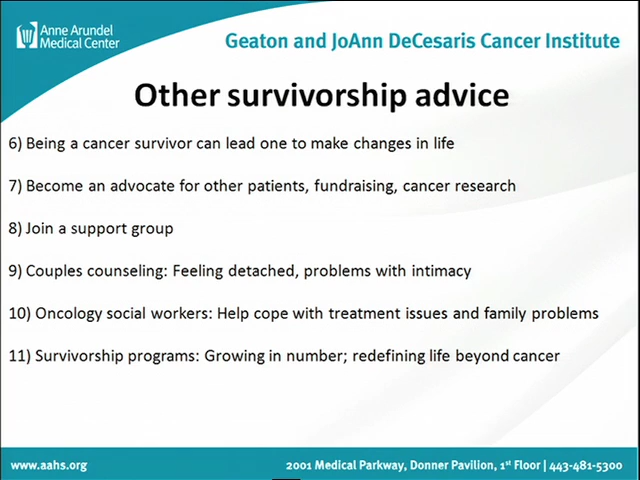 Anne Arundel
Medical Center
Geaton and JoAnn DeCesaris Cancer Institute
Other survivorship advice
6) Being a cancer survivor can lead one to make changes in life
7) Become an advocate for other patients, fundraising, cancer research
8) Join a support group
9) Couples counseling: Feeling detached, problems with intimacy
10) Oncology social workers: Help cope with treatment issues and family problems
11) Survivorship programs: Growing in number; redefining life beyond cancer
www.aahs.org
2001 Medical Parkway, Donner Pavilion, 1st Floor | 443-481-5300